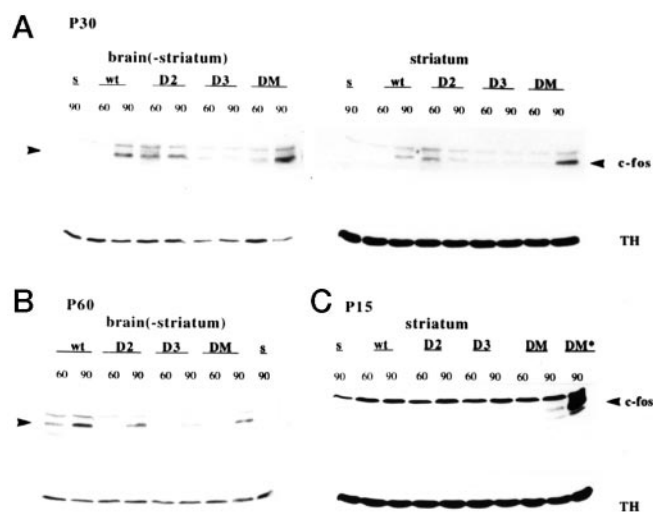 A P30
brain(-striatum) striatum
s wt D2 D3 DM s wt D2 D3 DM
90 60 90 60 90 60 90 60 90 90 60 90 60 90 60 90 60 90
c-fos
TH
B P60 C P15
brain(-striatum) striatum
wt D2 D3 DM s s wt D2 D3 DM DM*
60 90 60 90 60 90 60 90 90 90 60 90 60 90 60 90 60 90 90
c-fos
TH